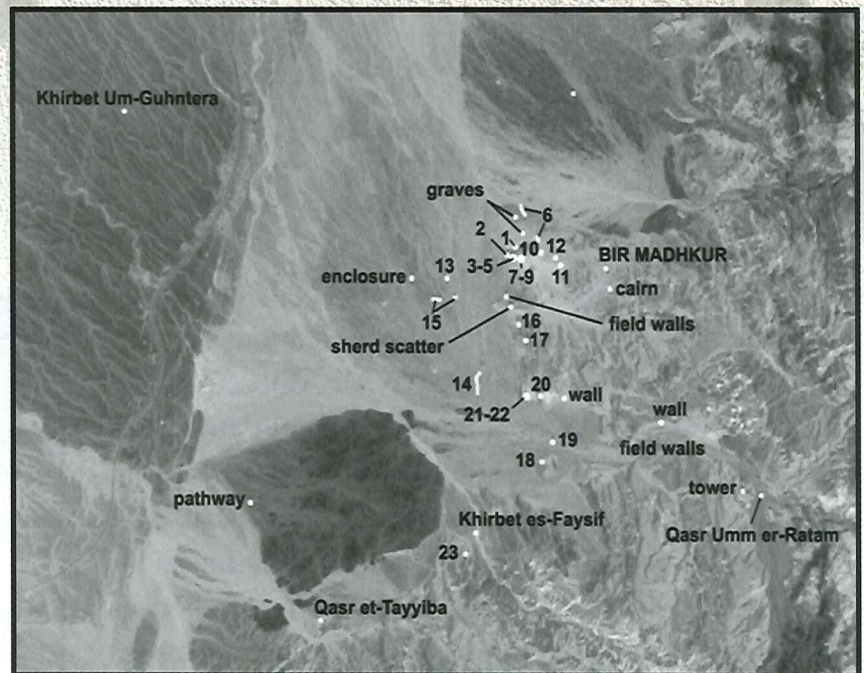 Khirbet Um-Guhntera
graves
6
2
1
10
12
BIR MADHKUR
3-5
7-9
11
enclosure
13
cairn
15
16
field walls
sherd scatter
17
14
20
wall
21-22
wall
19
field walls
18
tower
pathway
Khirbet es-Faysif
Qasr Umm er-Ratam
23
Qasr et-Tayyiba